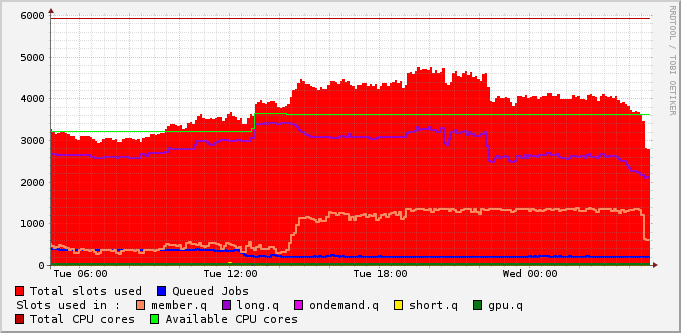 RRDTOOL / TOBI OETIKER
6000
5000
4000
3000
2000
1000
0
Tue 06:00 Tue 12:00 Tue 18:00 Wed 00:00
Total slots used Queued Jobs
Slots used in : member.q long.q ondemand.q short.q gpu.q
Total CPU cores Available CPU cores